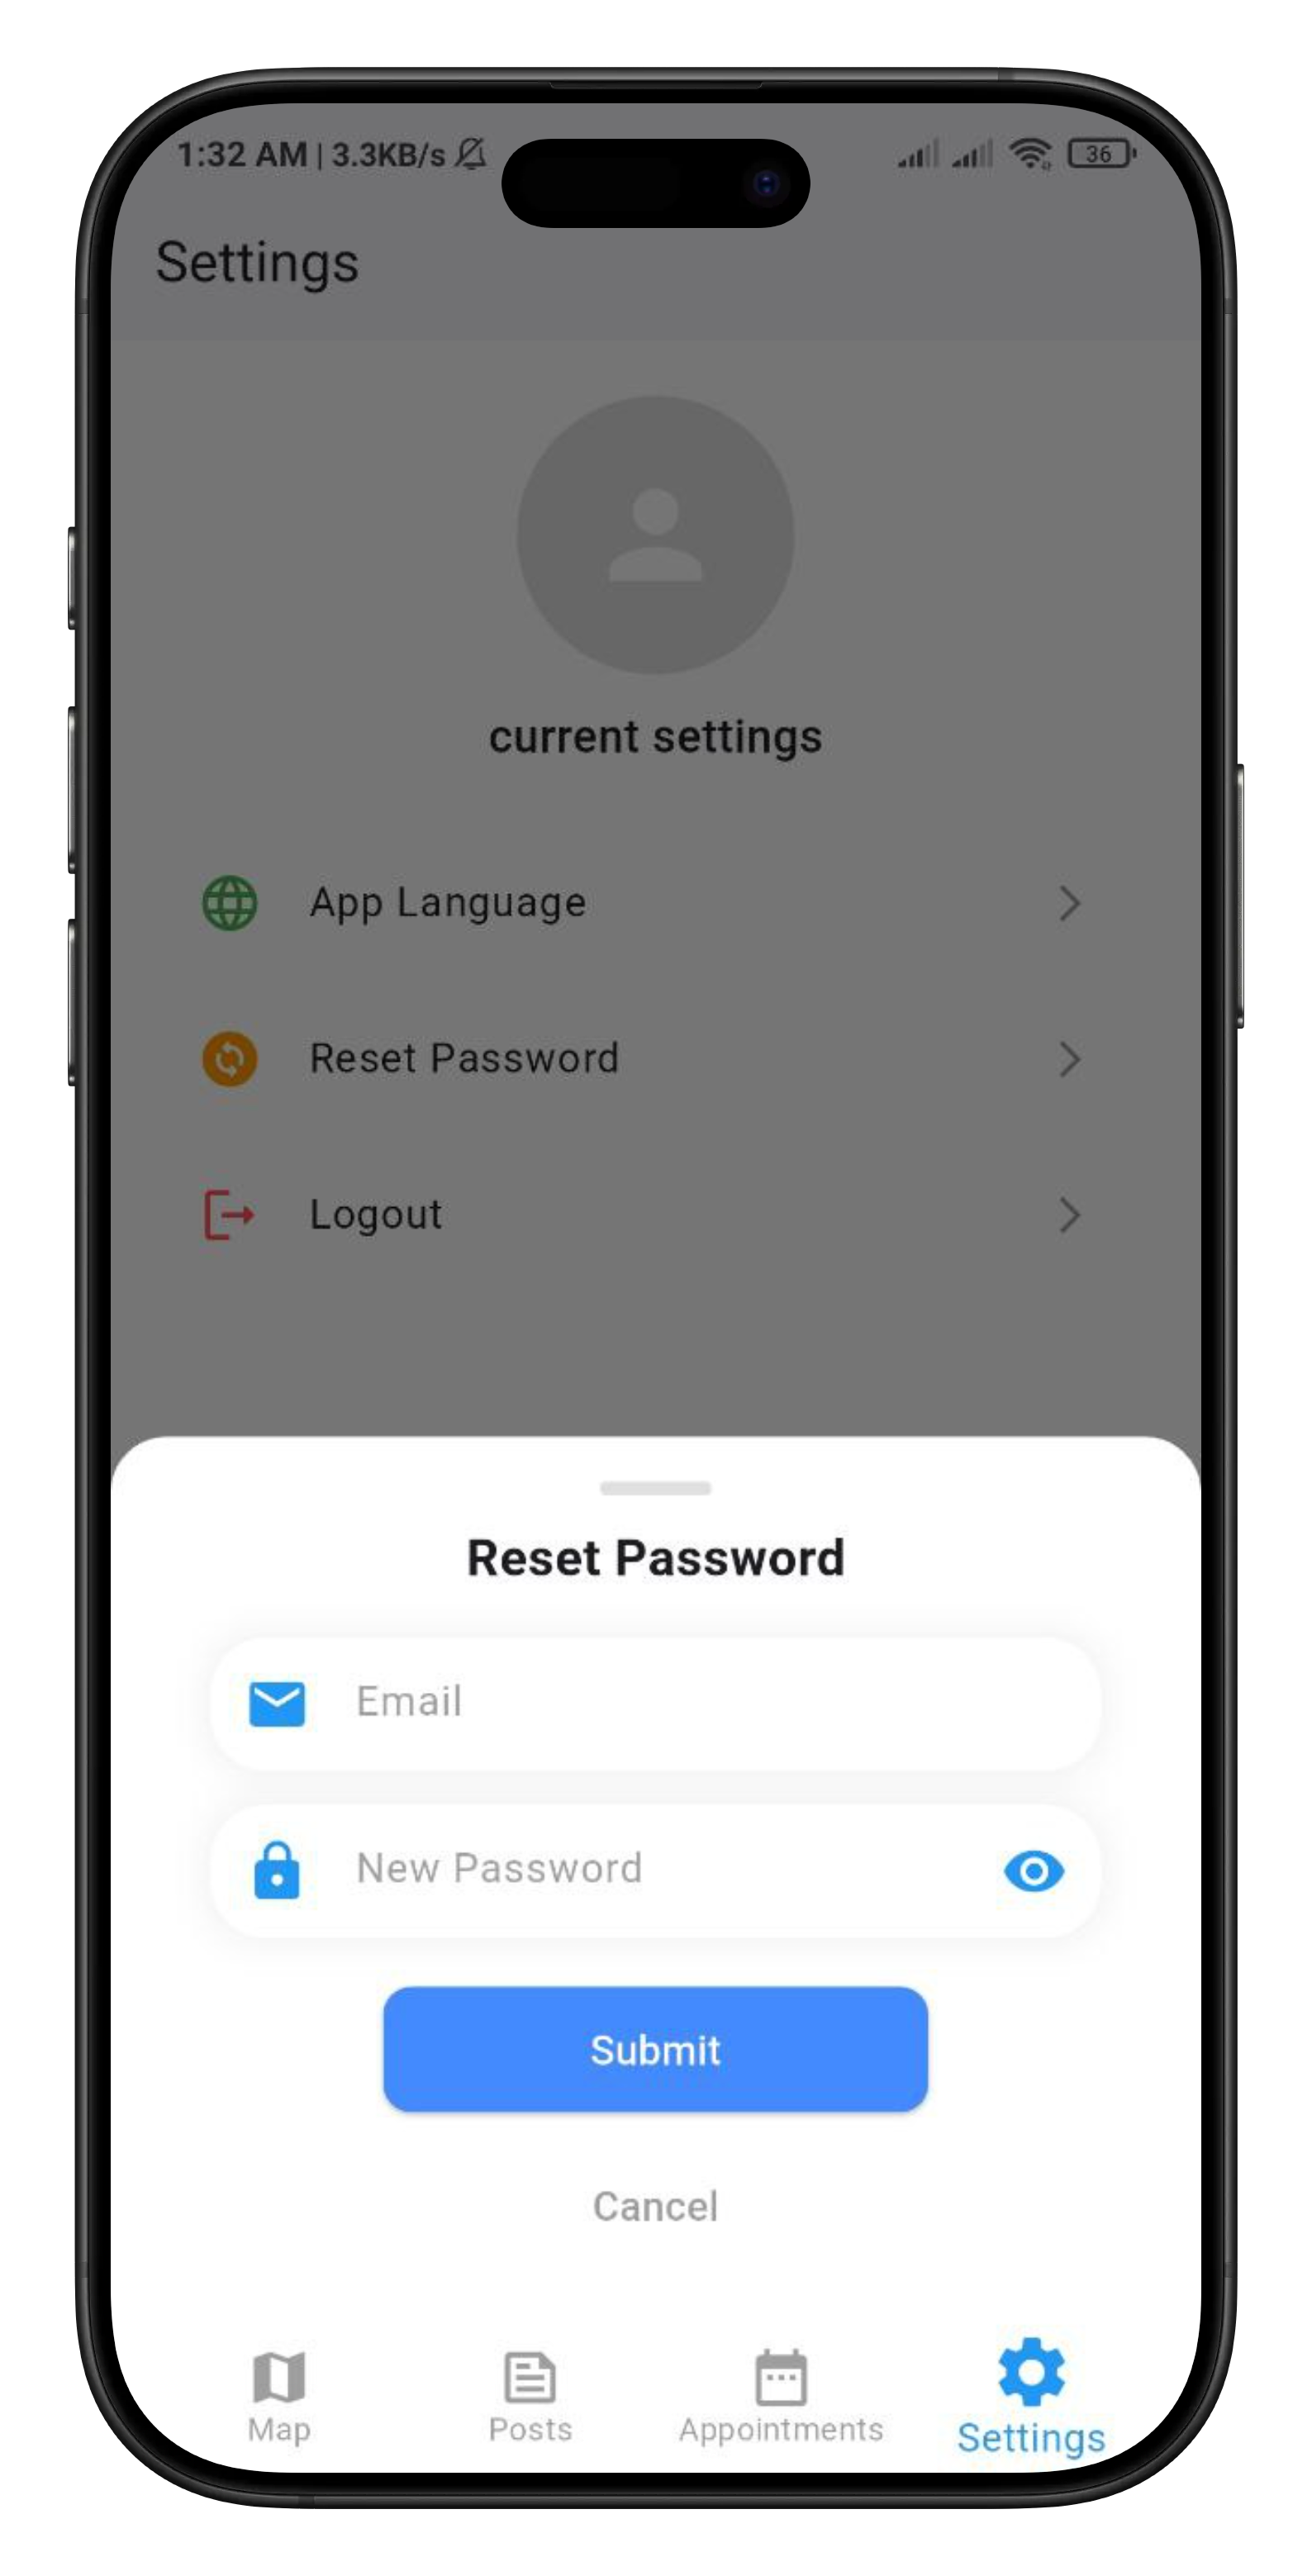 1:32 AM | 3.3KB/s 36
Settings
current settings
App Language
Reset Password
Logout
Reset Password
Email
New Password
Submit
Cancel
Map Posts Appointments Settings